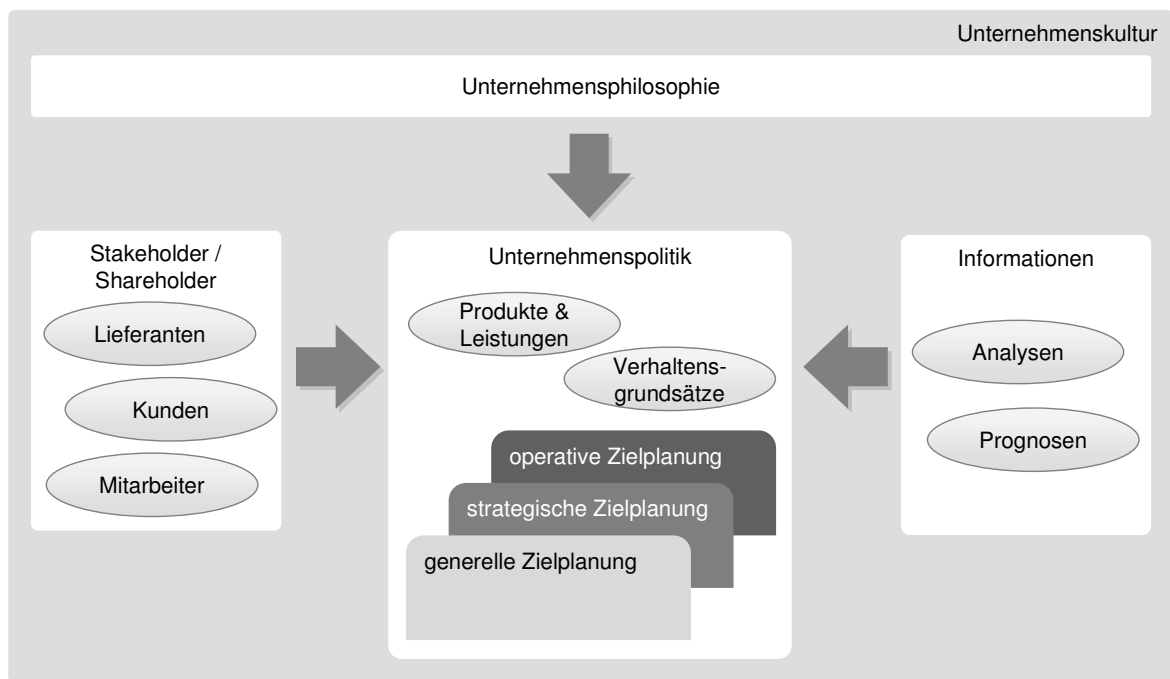 Unternehmenskultur
Unternehmensphilosophie
Stakeholder /
Shareholder
Lieferanten
Kunden
Mitarbeiter
Unternehmenspolitik
Produkte &
Leistungen
Verhaltens-
grundsätze
operative Zielplanung
strategische Zielplanung
generelle Zielplanung
Informationen
Analysen
Prognosen